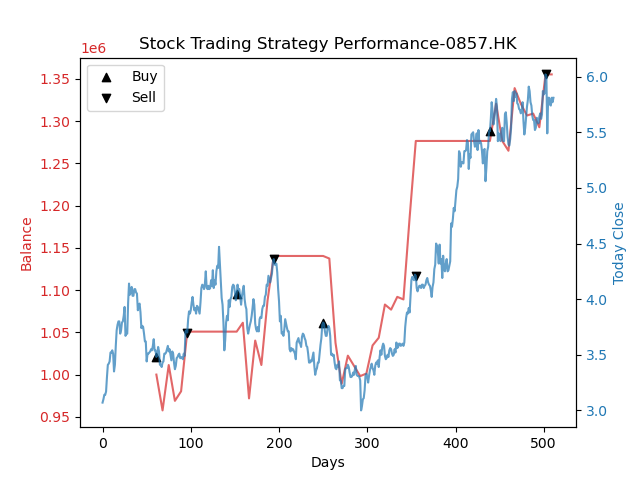 Stock Trading Strategy Performance-0857.HK
1e6
Buy
Sell
1.35
1.30
1.25
1.20
1.15
1.10
1.05
1.00
0.95
Balance
6.0
5.5
5.0
4.5
4.0
3.5
3.0
Today Close
0 100 200 300 400 500
Days